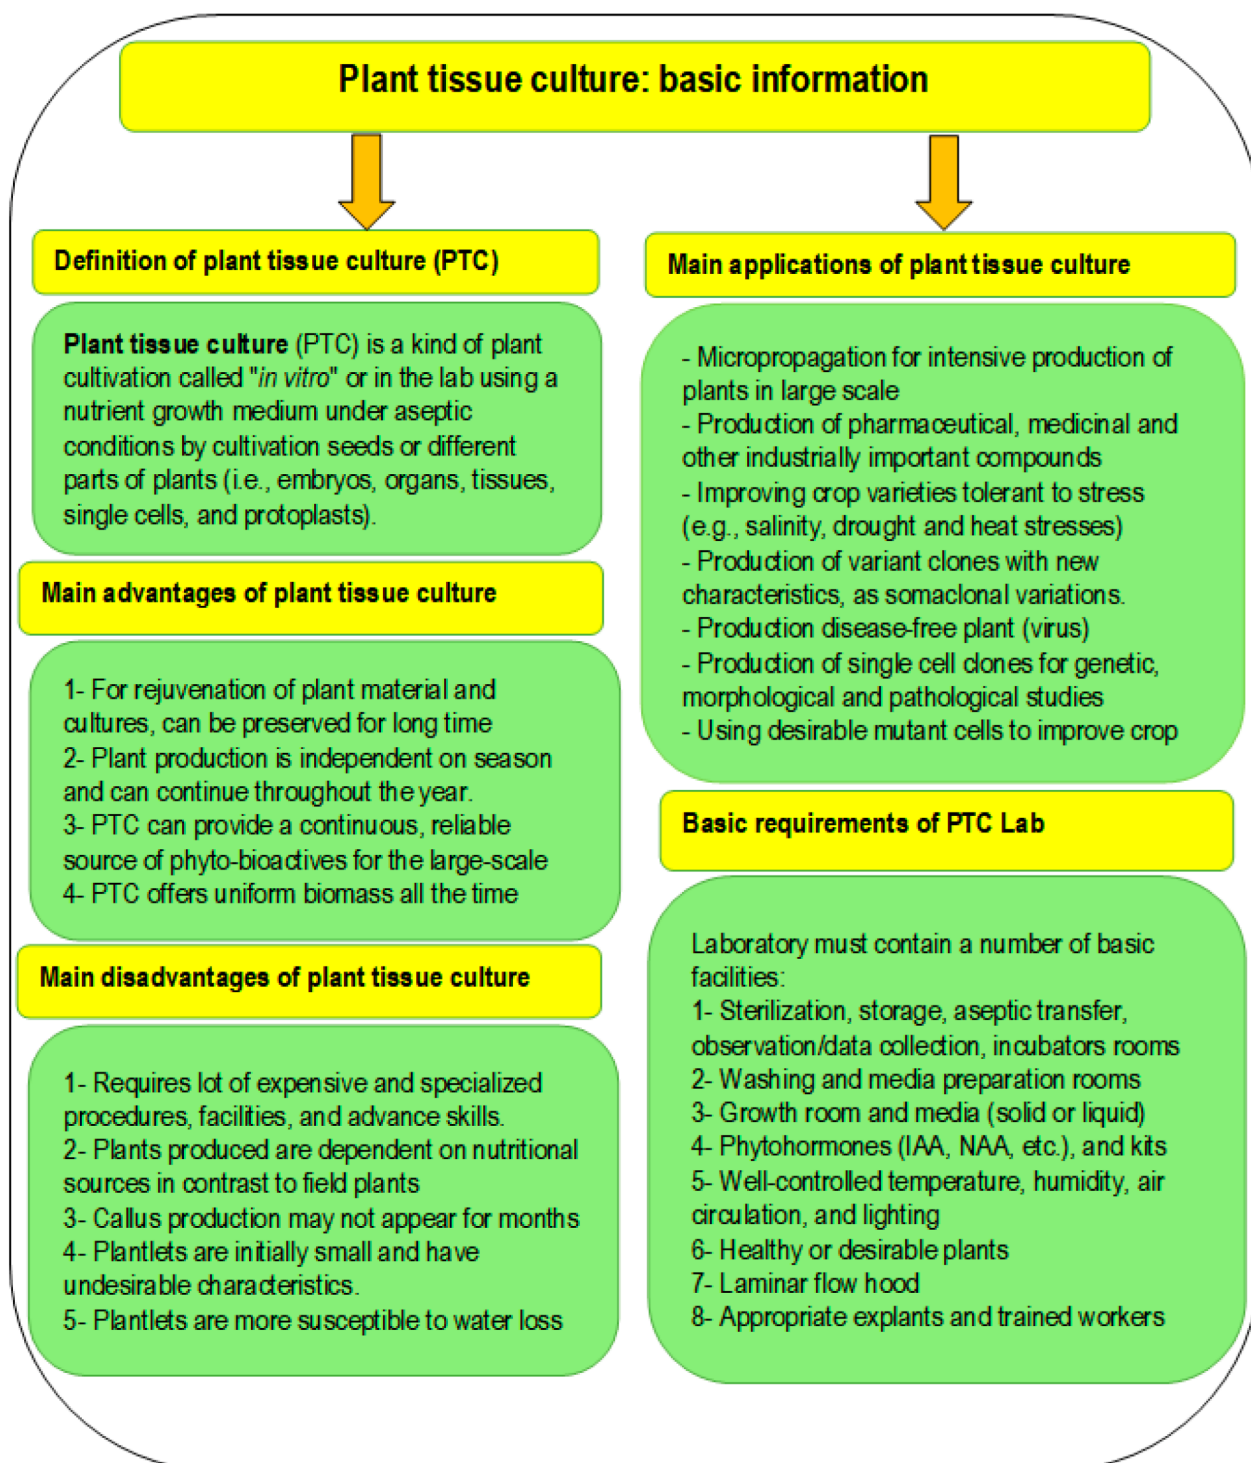 Plant tissue culture: basic information
Definition of plant tissue culture (PTC)
Plant tissue culture (PTC) is a kind of plant
cultivation called "in vitro" or in the lab using a
nutrient growth medium under aseptic
conditions by cultivation seeds or different
parts of plants (i.e., embryos, organs, tissues,
single cells, and protoplasts).
Main advantages of plant tissue culture
1- For rejuvenation of plant material and
cultures, can be preserved for long time
2- Plant production is independent on season
and can continue throughout the year.
3- PTC can provide a continuous, reliable
source of phyto-bioactives for the large-scale
4- PTC offers uniform biomass all the time
Main disadvantages of plant tissue culture
1- Requires lot of expensive and specialized
procedures, facilities, and advance skills.
2- Plants produced are dependent on nutritional
sources in contrast to field plants
3- Callus production may not appear for months
4- Plantlets are initially small and have
undesirable characteristics.
5- Plantlets are more susceptible to water loss
Main applications of plant tissue culture
- Micropropagation for intensive production of
plants in large scale
- Production of pharmaceutical, medicinal and
other industrially important compounds
- Improving crop varieties tolerant to stress
(e.g., salinity, drought and heat stresses)
- Production of variant clones with new
characteristics, as somaclonal variations.
- Production disease-free plant (virus)
- Production of single cell clones for genetic,
morphological and pathological studies
- Using desirable mutant cells to improve crop
Basic requirements of PTC Lab
Laboratory must contain a number of basic
facilities:
1- Sterilization, storage, aseptic transfer,
observation/data collection, incubators rooms
2- Washing and media preparation rooms
3- Growth room and media (solid or liquid)
4- Phytohormones (IAA, NAA, etc.), and kits
5- Well-controlled temperature, humidity, air
circulation, and lighting
6- Healthy or desirable plants
7- Laminar flow hood
8- Appropriate explants and trained workers